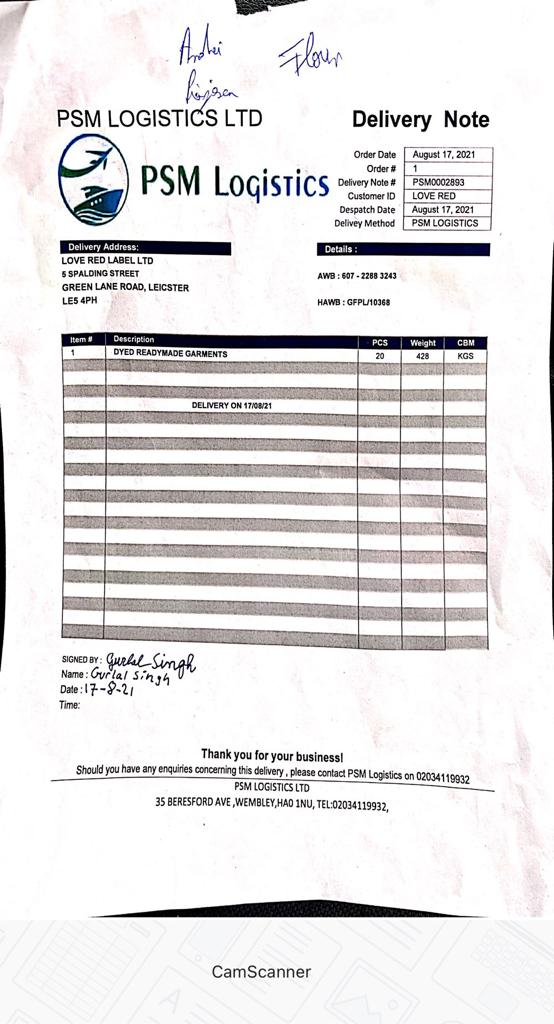 Andrei
PSM LOGISTICS LTD
Delivery Note
PSM LOGISTICS
Order Date August 17, 2021
Order # 1
Delivery Note # PSM0002893
Customer ID LOVE RED
Despatch Date August 17, 2021
Delivey Method PSM LOGISTICS
Delivery Address:
LOVE RED LABEL LTD
5 SPALDING STREET
GREEN LANE ROAD, LEICSTER
LE5 4PH
Details :
AWB : 607 - 2288 3243
HAWB : GFPL/10368
Item # Description PCS Weight CBM
1 DYED READYMADE GARMENTS 20 428 KGS
DELIVERY ON 17/08/21
SIGNED BY : Gurlal Singh
Name : Gurlal Singh
Date : 17-8-21
Time:
Thank you for your business!
Should you have any enquiries concerning this delivery , please contact PSM Logistics on 02034119932
PSM LOGISTICS LTD
35 BERESFORD AVE ,WEMBLEY,HA0 1NU, TEL:02034119932,
CamScanner